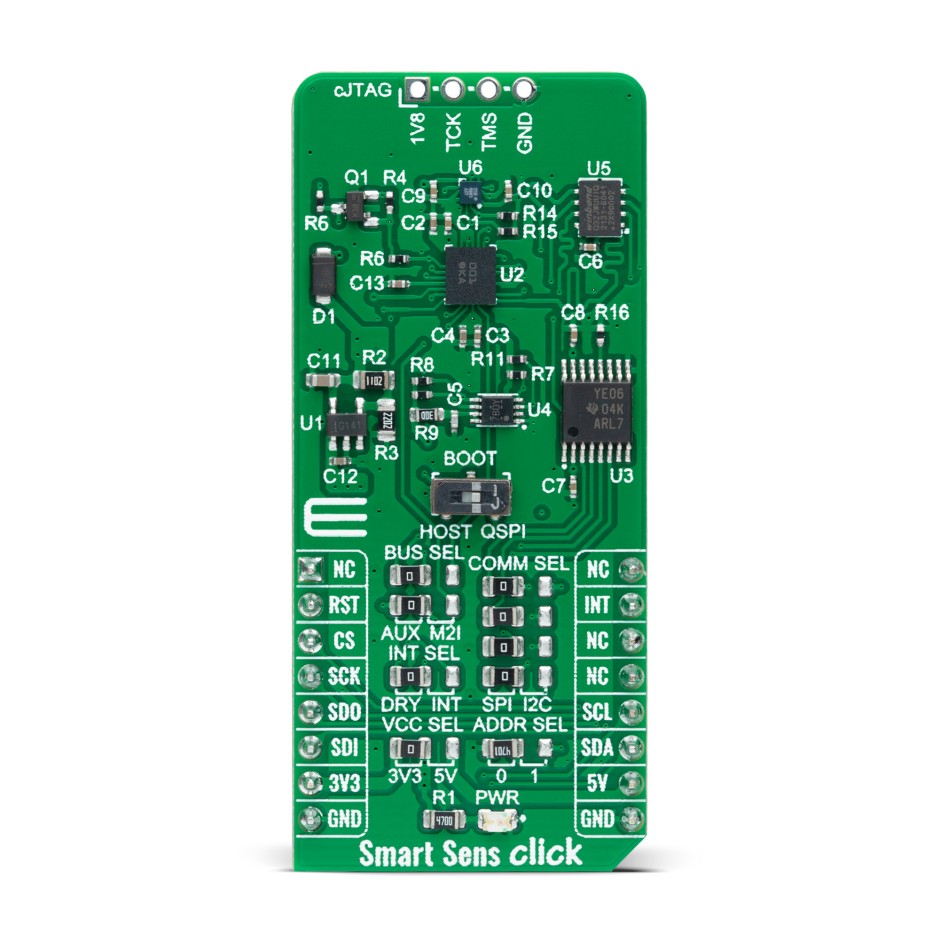 cJTAG
1V8 TCK TMS GND
U6 U5
Q1 R4
C9 C10
R5 C2 C1 R14
R15
R6 C6
C13 U2
D1
C4 C3 C8 R16
C11 R2 R8 R11
R7
1102 C5
U1 U4
R3 R9
2202
C12
YE06
04K
ARL7
C7 U3
BOOT
HOST QSPI
BUS SEL COMM SEL
NC NC
RST INT
AUX M2I
CS NC
INT SEL
SCK NC
DRY INT SPI I2C
SDO SCL
VCC SEL ADDR SEL
SDI SDA
3V3 5V 0 1
3V3 5V
R1 PWR
4700
GND GND
Smart Sens click